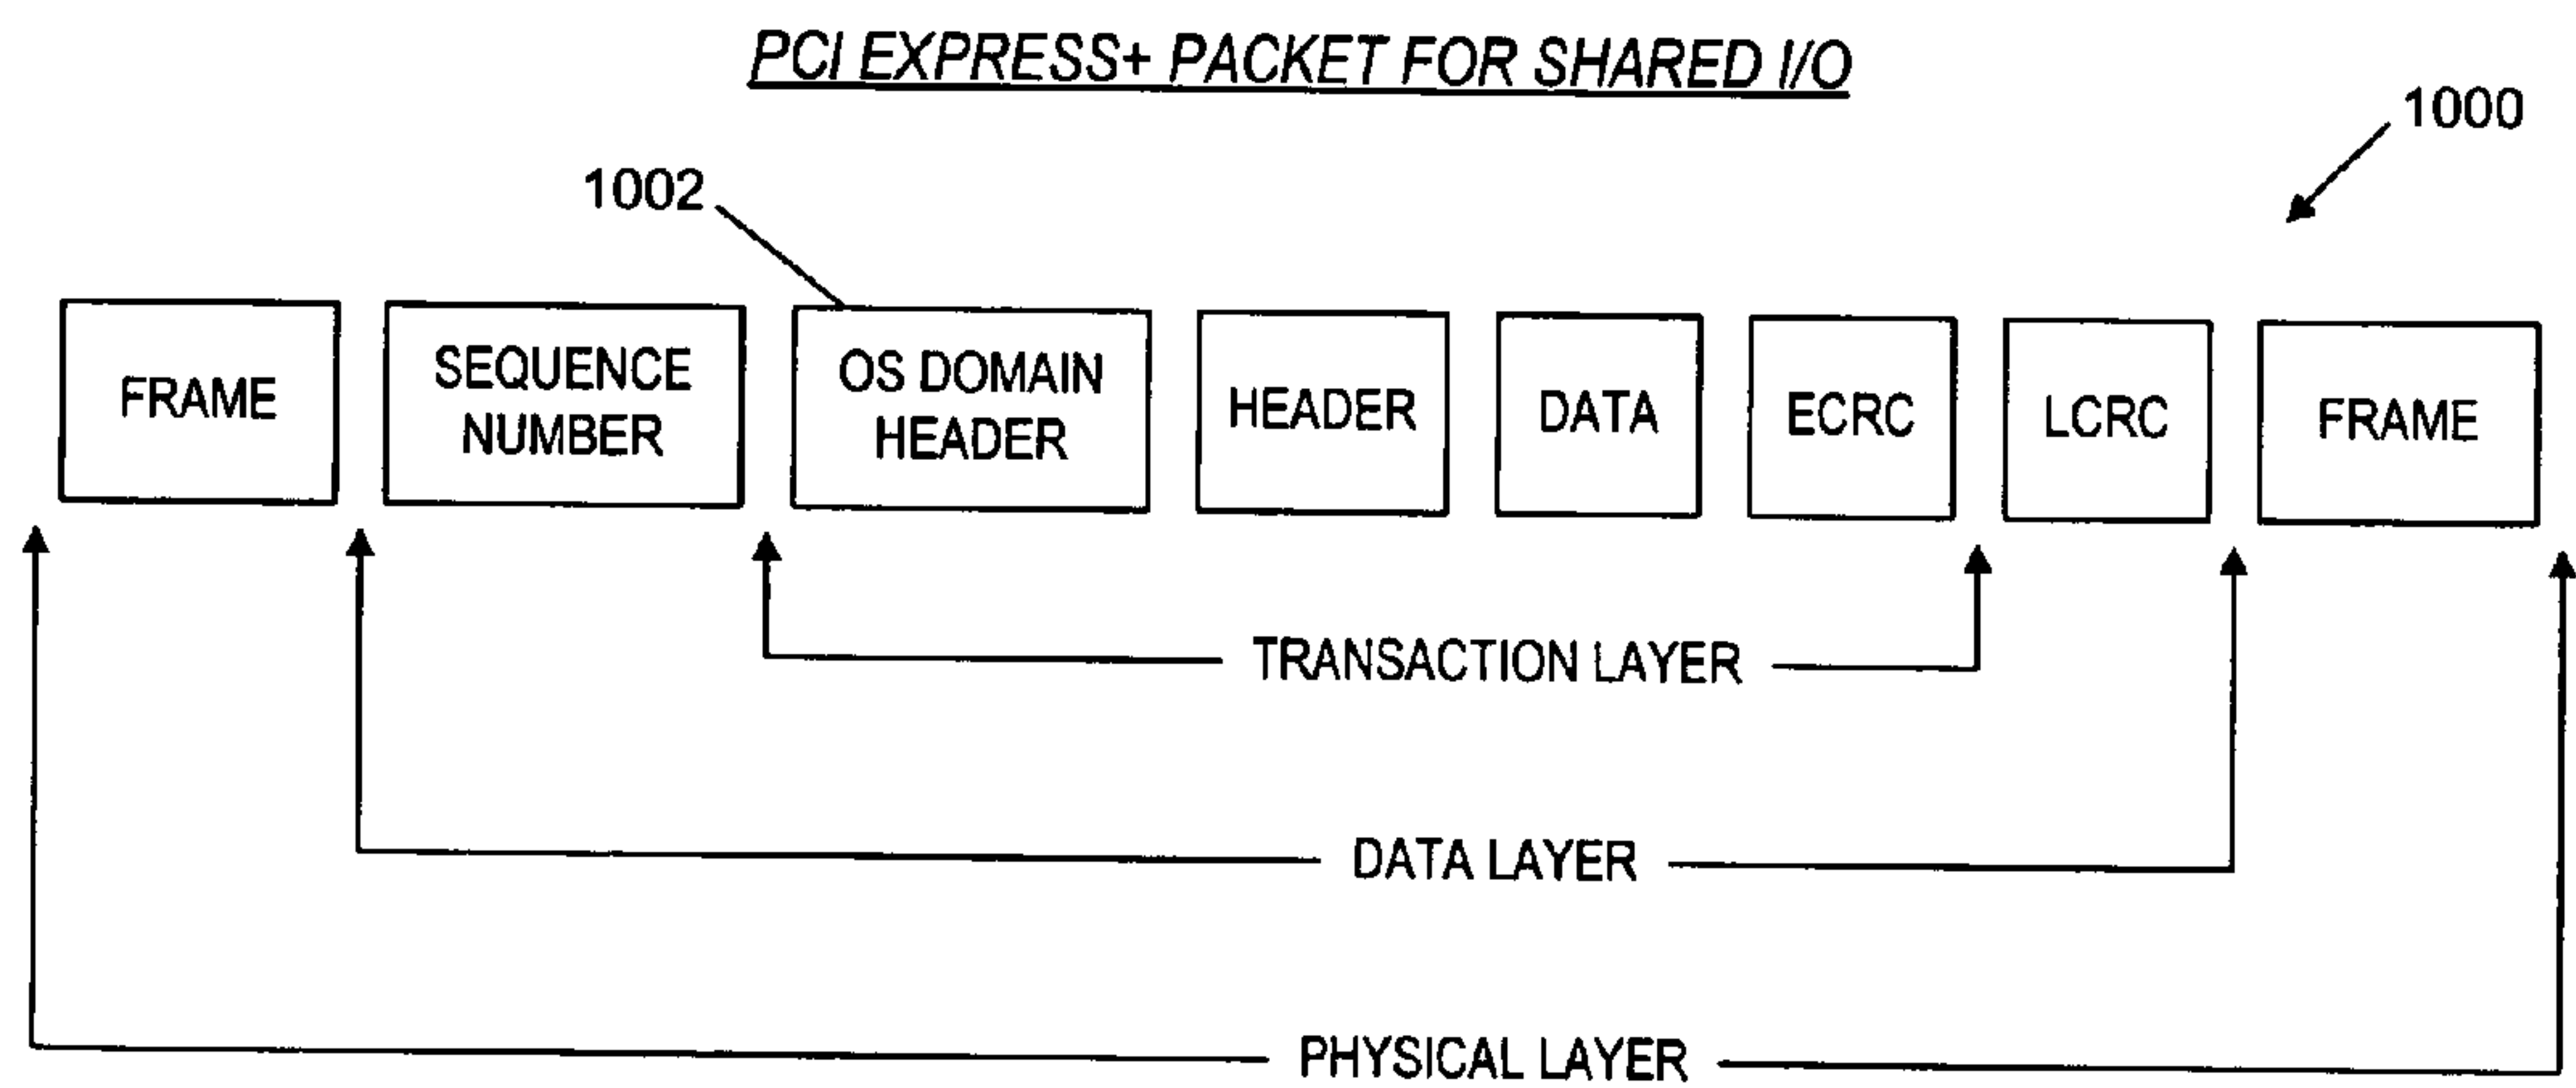 PCI EXPRESS+ PACKET FOR SHARED I/O
1000
1002
FRAME
SEQUENCE
NUMBER
OS DOMAIN
HEADER
HEADER
DATA
ECRC
LCRC
FRAME
TRANSACTION LAYER
DATA LAYER
PHYSICAL LAYER